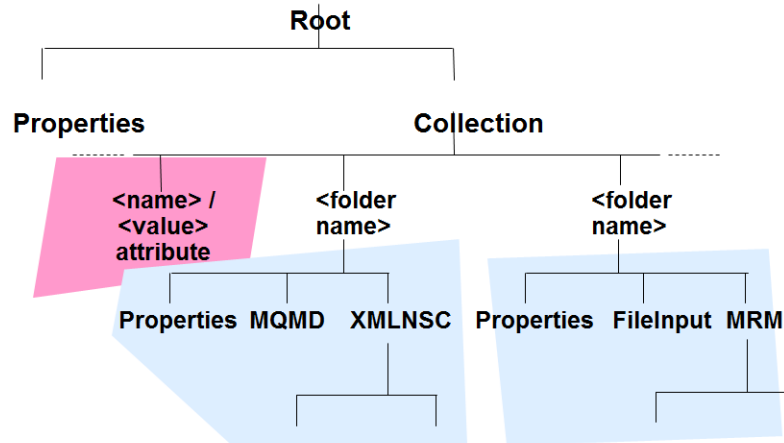 Root
Properties Collection
<name> / <folder <folder
<value> name> name>
attribute
Properties MQMD XMLNSC Properties FileInput MRM